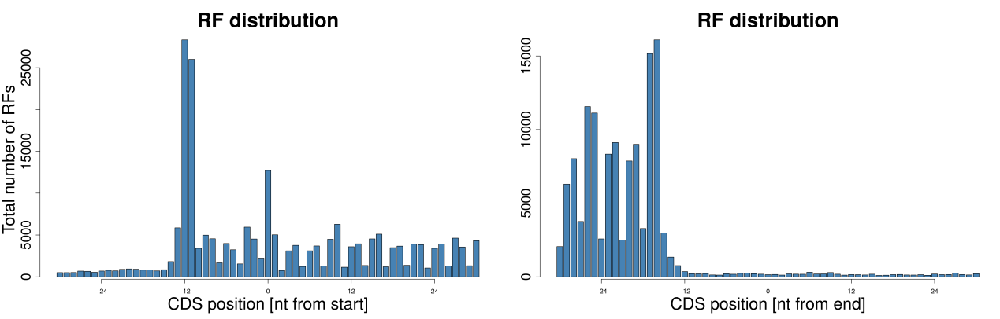 RF distribution
Total number of RFs
0 5000 15000 25000
−24 −12 0 12 24
CDS position [nt from start]
RF distribution
0 5000 10000 15000
−24 −12 0 12 24
CDS position [nt from end]